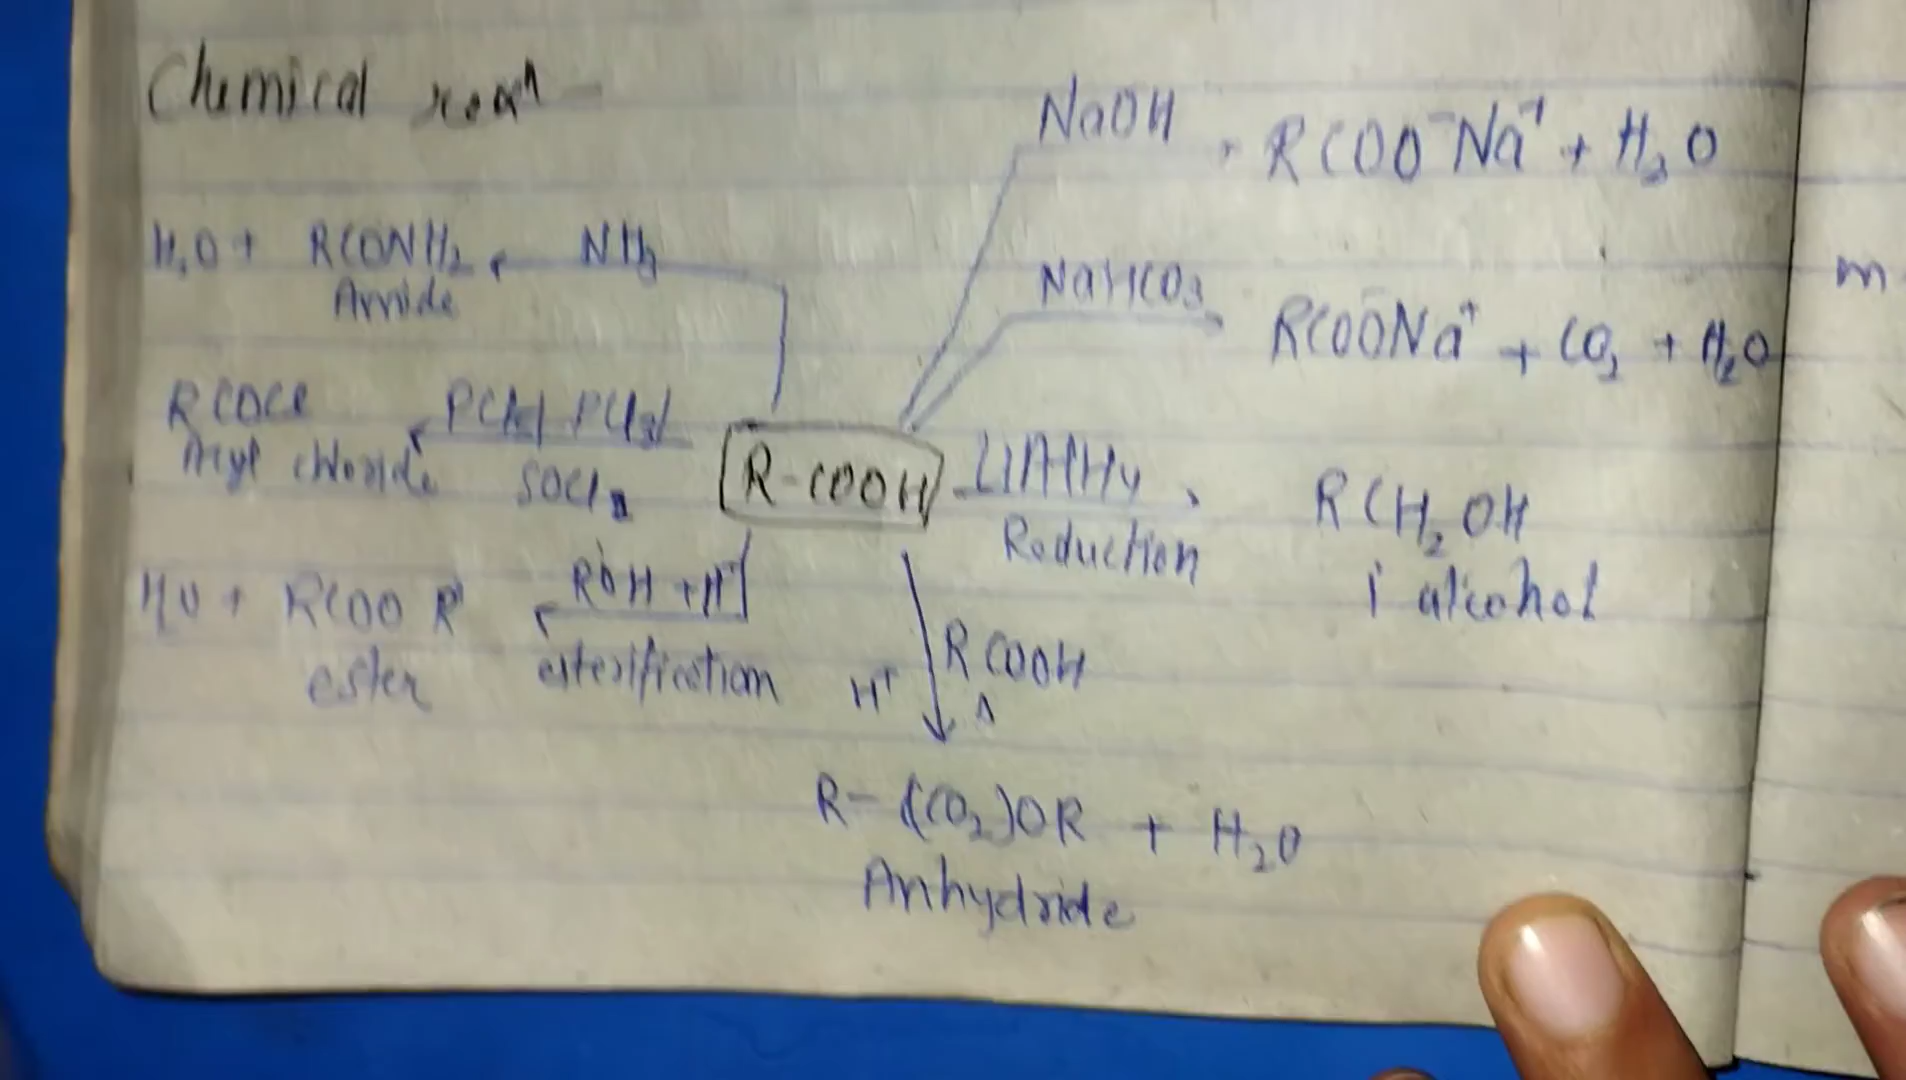 Chemical reaⁿ -
NaOH
RCOO⁻Na⁺ + H₂O
H₂O + RCONH₂
NH₃
Amide
NaHCO₃
RCOO⁻Na⁺ + CO₂ + H₂O
m
RCOCl
PCl₅/ PCl₃/
Acyl chloride
SOCl₂
R-COOH
LiAlH₄
Reduction
RCH₂OH
1 alcohol
H₂O + RCOO R'
R'OH + H⁺
ester
esterification
RCOOH
H⁺
Δ
R-(CO₂)OR + H₂O
Anhydride